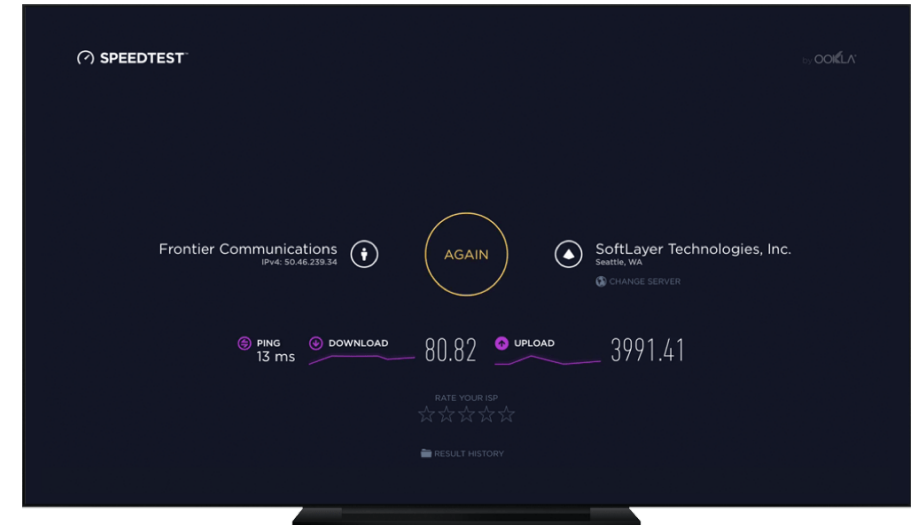 SPEEDTEST™
by OOKLA®
Frontier Communications
IPv4: 50.46.239.34
AGAIN
SoftLayer Technologies, Inc.
Seattle, WA
CHANGE SERVER
PING
13 ms
DOWNLOAD
80.82
UPLOAD
3991.41
RATE YOUR ISP
RESULT HISTORY